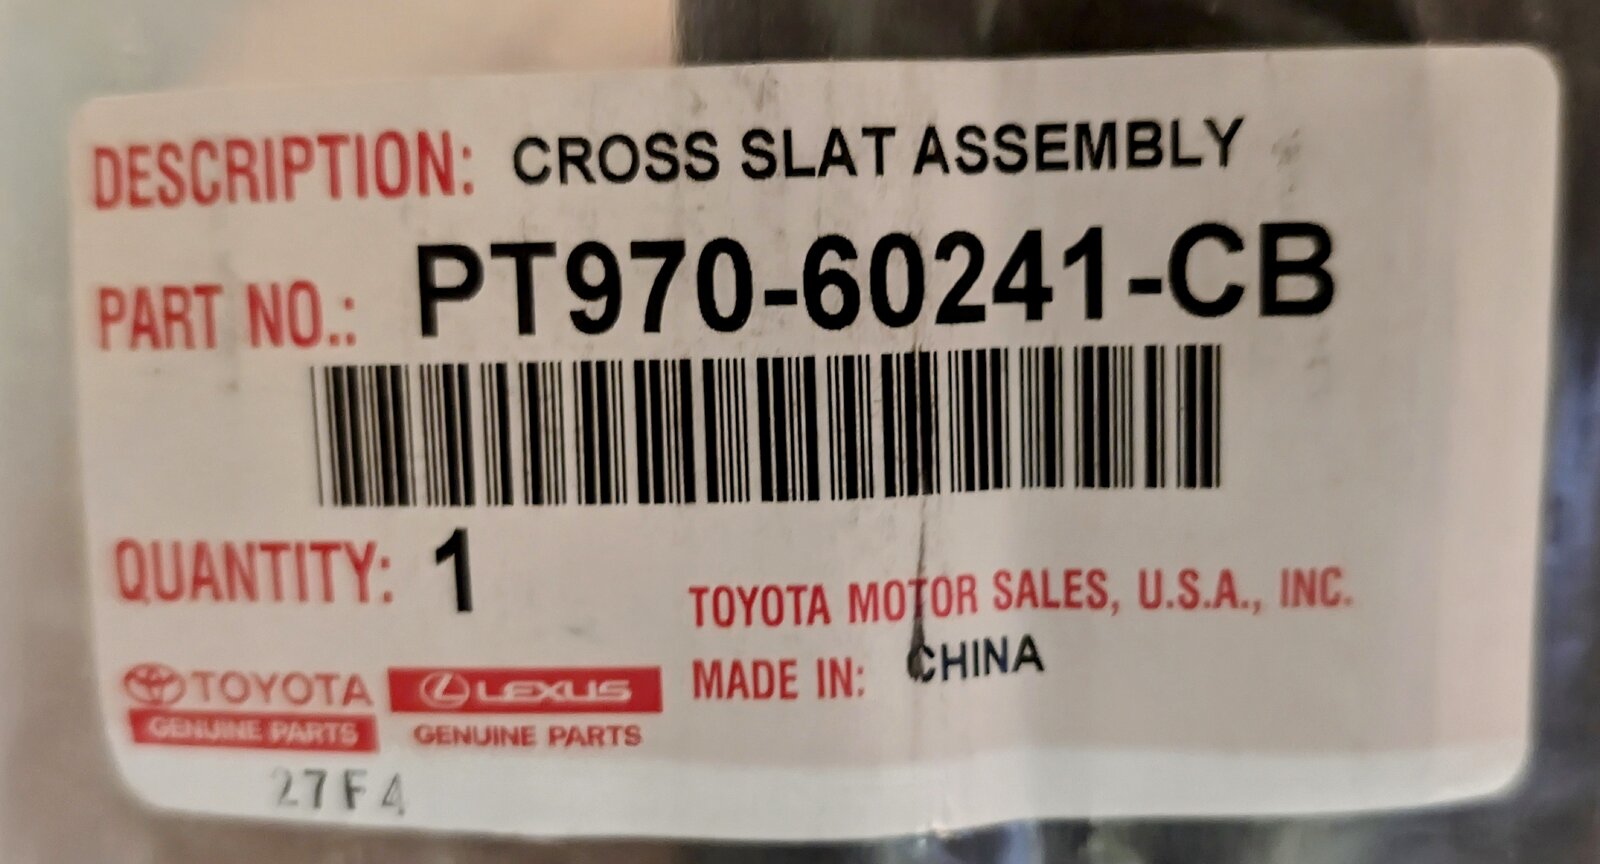 DESCRIPTION: CROSS SLAT ASSEMBLY
PART NO.: PT970-60241-CB
QUANTITY: 1
TOYOTA MOTOR SALES, U.S.A., INC.
MADE IN: CHINA
TOYOTA
GENUINE PARTS
LEXUS
GENUINE PARTS
27F4